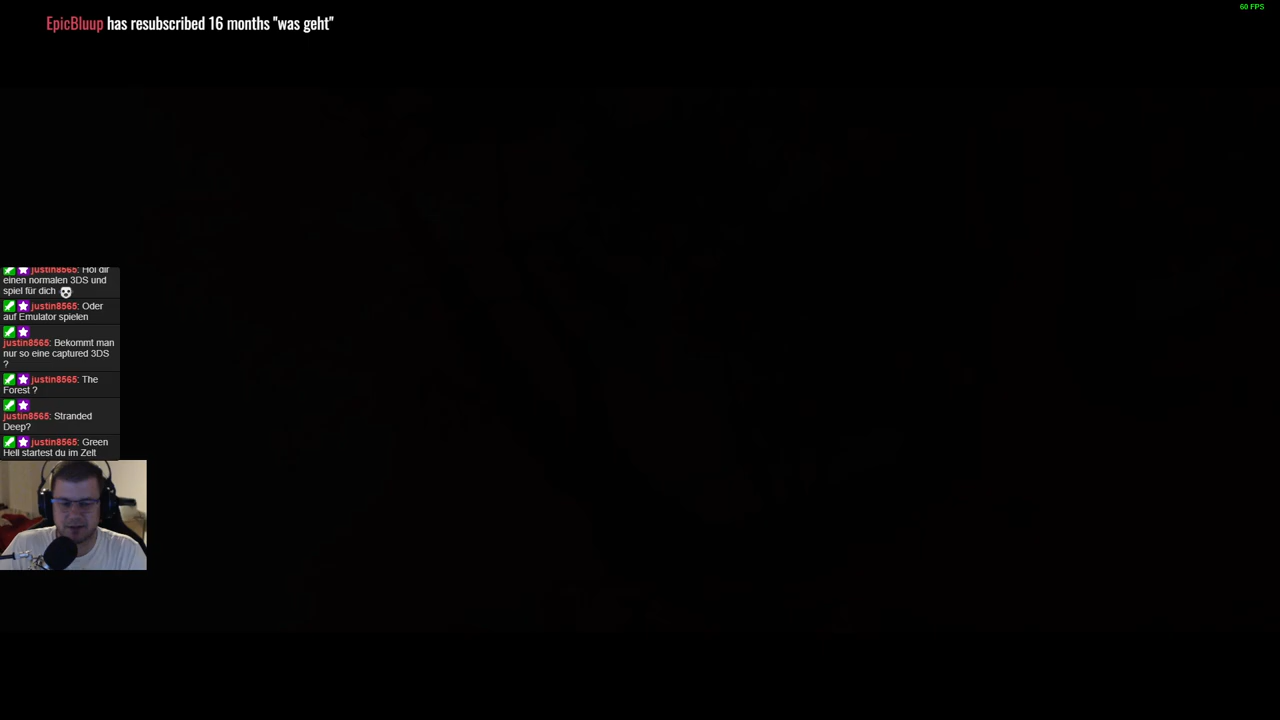 EpicBluup has resubscribed 16 months "was geht"
60 FPS
justin8565: Hol dir
einen normalen 3DS und
spiel für dich
justin8565: Oder
auf Emulator spielen
justin8565: Bekommt man
nur so eine captured 3DS
?
justin8565: The
Forest ?
justin8565: Stranded
Deep?
justin8565: Green
Hell startest du im Zelt